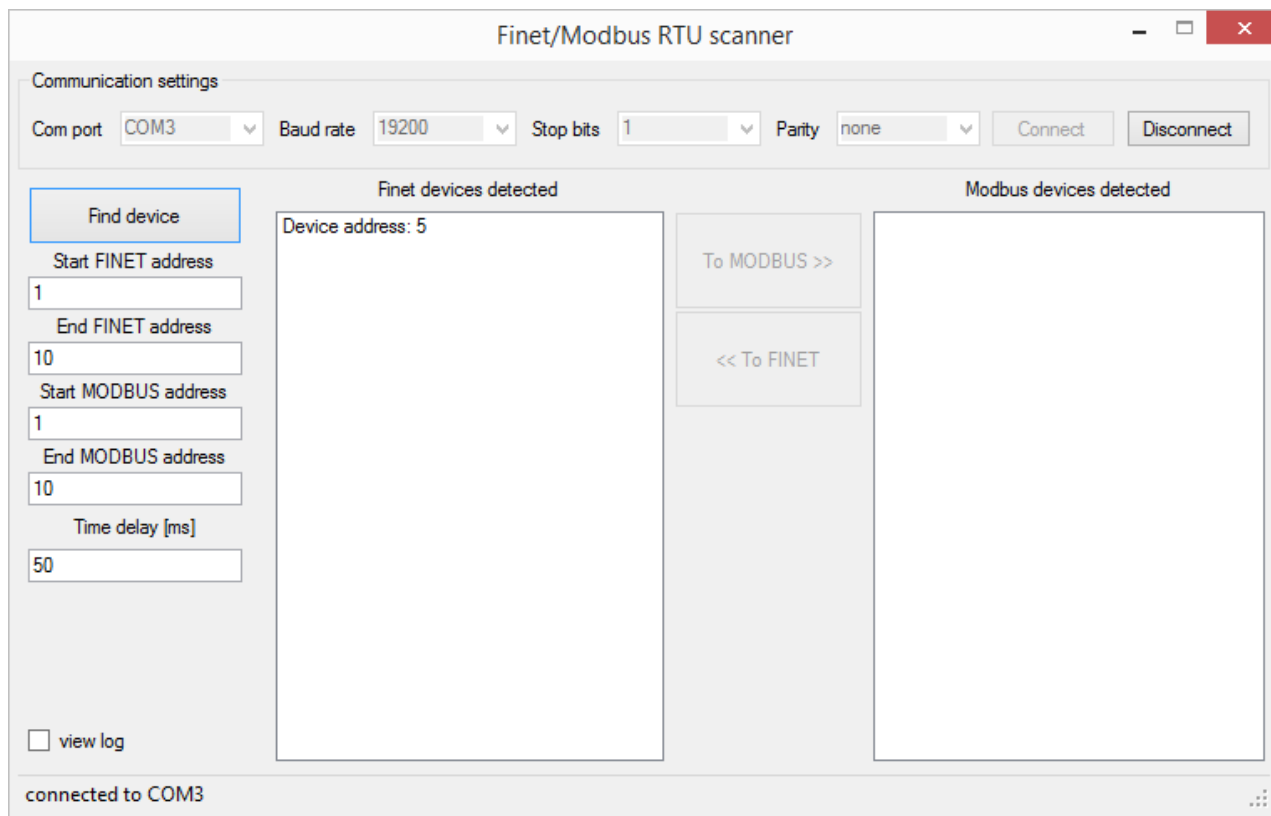 Finet/Modbus RTU scanner
Communication settings
Com port COM3 Baud rate 19200 Stop bits 1 Parity none Connect Disconnect
Find device
Start FINET address
1
End FINET address
10
Start MODBUS address
1
End MODBUS address
10
Time delay [ms]
50
view log
Finet devices detected
Device address: 5
To MODBUS >>
<< To FINET
Modbus devices detected
connected to COM3